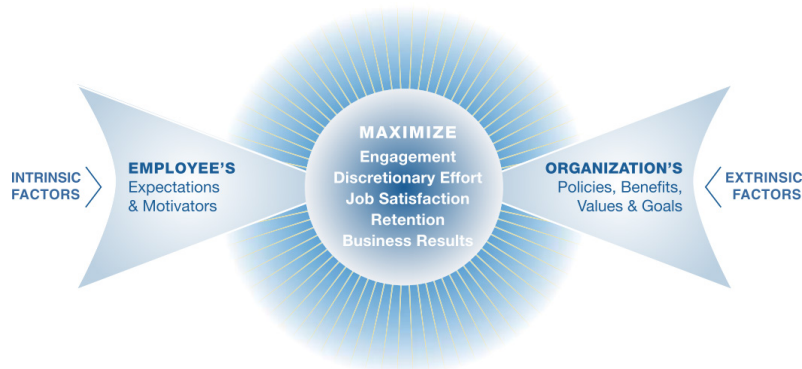 INTRINSIC
FACTORS
EMPLOYEE'S
Expectations
& Motivators
MAXIMIZE
Engagement
Discretionary Effort
Job Satisfaction
Retention
Business Results
ORGANIZATION'S
Policies, Benefits,
Values & Goals
EXTRINSIC
FACTORS